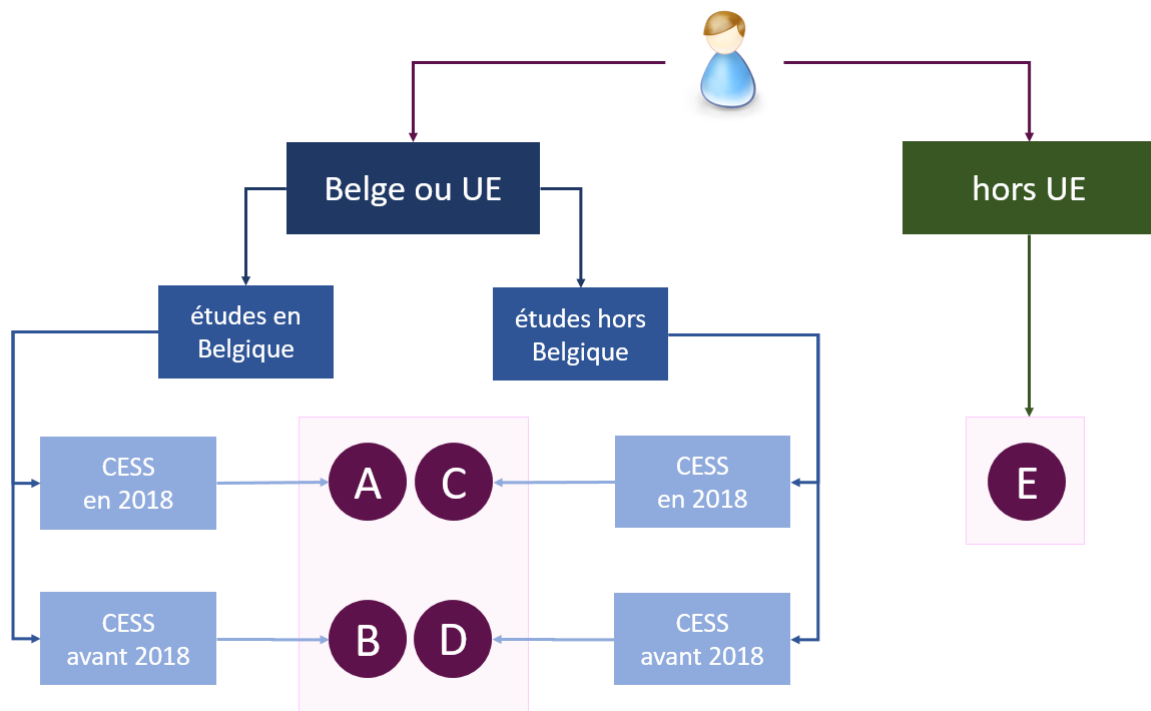 Belge ou UE
hors UE
études en
Belgique
études hors
Belgique
CESS
en 2018
A
C
CESS
en 2018
E
CESS
avant 2018
B
D
CESS
avant 2018